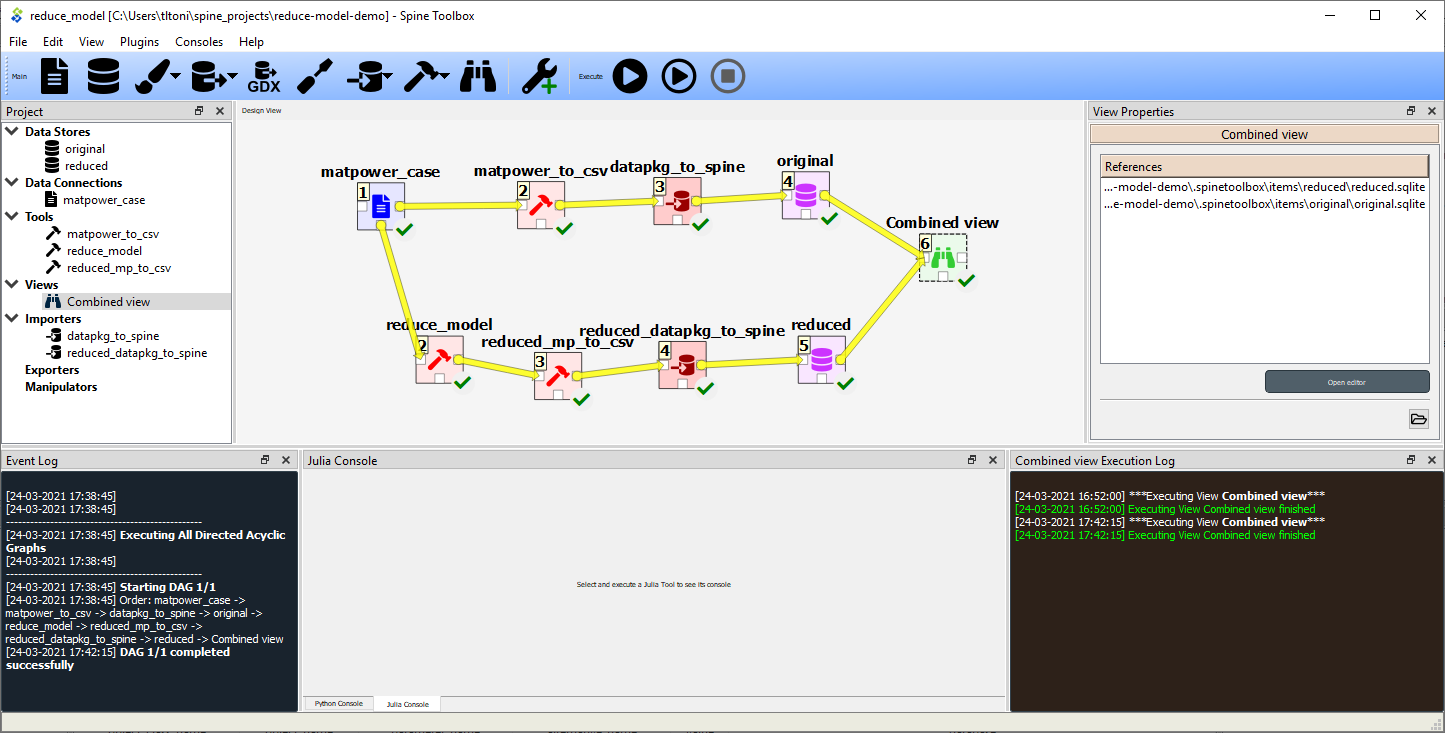 reduce_model [C:\Users\tltoni\spine_projects\reduce-model-demo] - Spine Toolbox
File Edit View Plugins Consoles Help
Main
GDX
Execute
Project
Data Stores
original
reduced
Data Connections
matpower_case
Tools
matpower_to_csv
reduce_model
reduced_mp_to_csv
Views
Combined view
Importers
datapkg_to_spine
reduced_datapkg_to_spine
Exporters
Manipulators
Design View
matpower_case
1
matpower_to_csv
2
datapkg_to_spine
3
original
4
Combined view
6
reduce_model
2
reduced_mp_to_csv
3
reduced_datapkg_to_spine
4
reduced
5
View Properties
Combined view
References
...-model-demo\.spinetoolbox\items\reduced\reduced.sqlite
...e-model-demo\.spinetoolbox\items\original\original.sqlite
Open editor
Event Log
[24-03-2021 17:38:45]
[24-03-2021 17:38:45]
-------------------------------------------------
[24-03-2021 17:38:45] Executing All Directed Acyclic
Graphs
[24-03-2021 17:38:45]
-------------------------------------------------
[24-03-2021 17:38:45] Starting DAG 1/1
[24-03-2021 17:38:45] Order: matpower_case ->
matpower_to_csv -> datapkg_to_spine -> original ->
reduce_model -> reduced_mp_to_csv ->
reduced_datapkg_to_spine -> reduced -> Combined view
[24-03-2021 17:42:15] DAG 1/1 completed
successfully
Julia Console
Select and execute a Julia Tool to see its console
Python Console
Julia Console
Combined view Execution Log
[24-03-2021 16:52:00] ***Executing View Combined view***
[24-03-2021 16:52:00] Executing View Combined view finished
[24-03-2021 17:42:15] ***Executing View Combined view***
[24-03-2021 17:42:15] Executing View Combined view finished